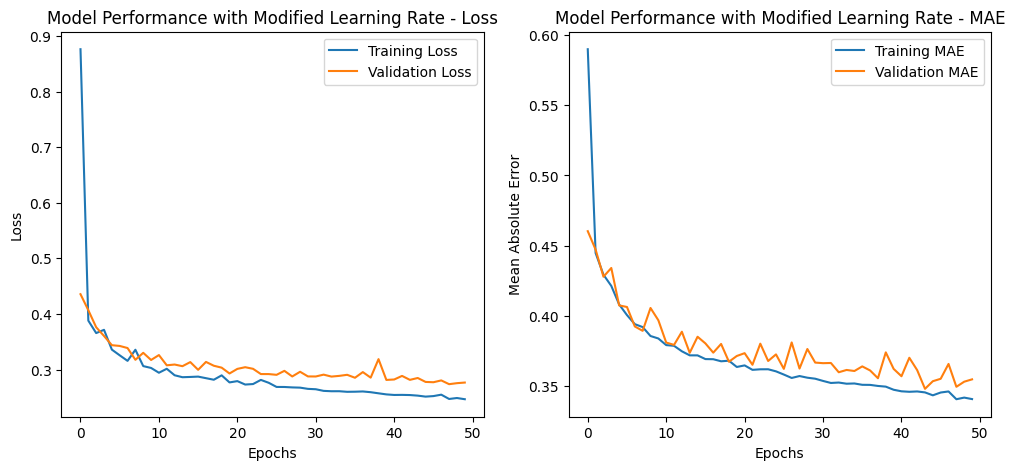 Model Performance with Modified Learning Rate - Loss
0.9
0.8
0.7
0.6
0.5
0.4
0.3
Loss
Training Loss
Validation Loss
0
10
20
30
40
50
Epochs
Model Performance with Modified Learning Rate - MAE
0.60
0.55
0.50
0.45
0.40
0.35
Mean Absolute Error
Training MAE
Validation MAE
0
10
20
30
40
50
Epochs